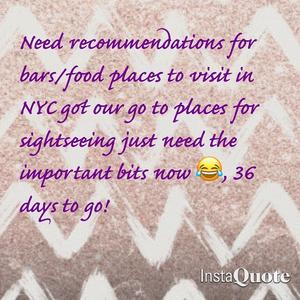 Need recommendations for
bars/food places to visit in
NYC got our go to places for
sightseeing just need the
important bits now 😂, 36
days to go!
InstaQuote